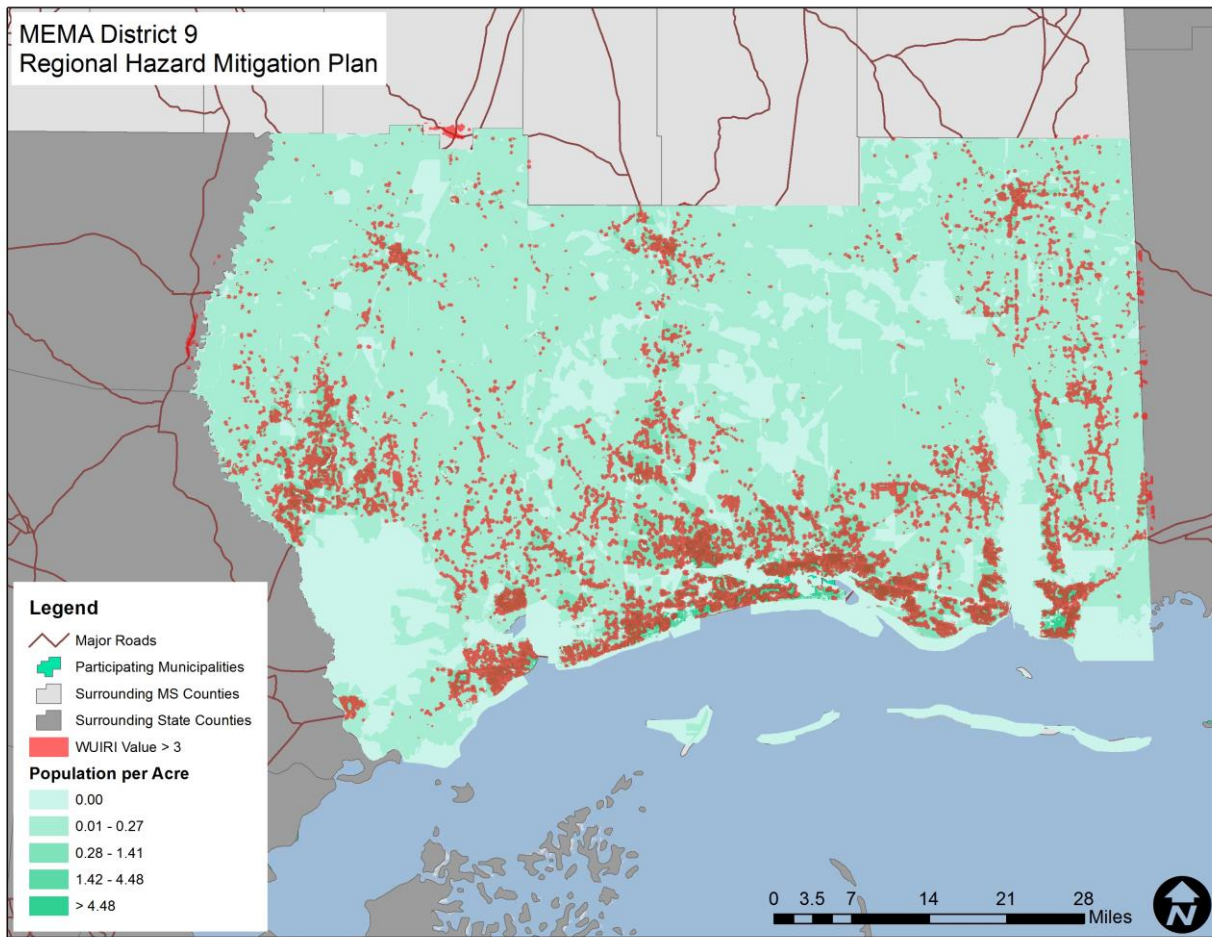 MEMA District 9
Regional Hazard Mitigation Plan
Legend
Major Roads
Participating Municipalities
Surrounding MS Counties
Surrounding State Counties
WUIRI Value > 3
Population per Acre
0.00
0.01 - 0.27
0.28 - 1.41
1.42 - 4.48
> 4.48
0 3.5 7 14 21 28
Miles
N